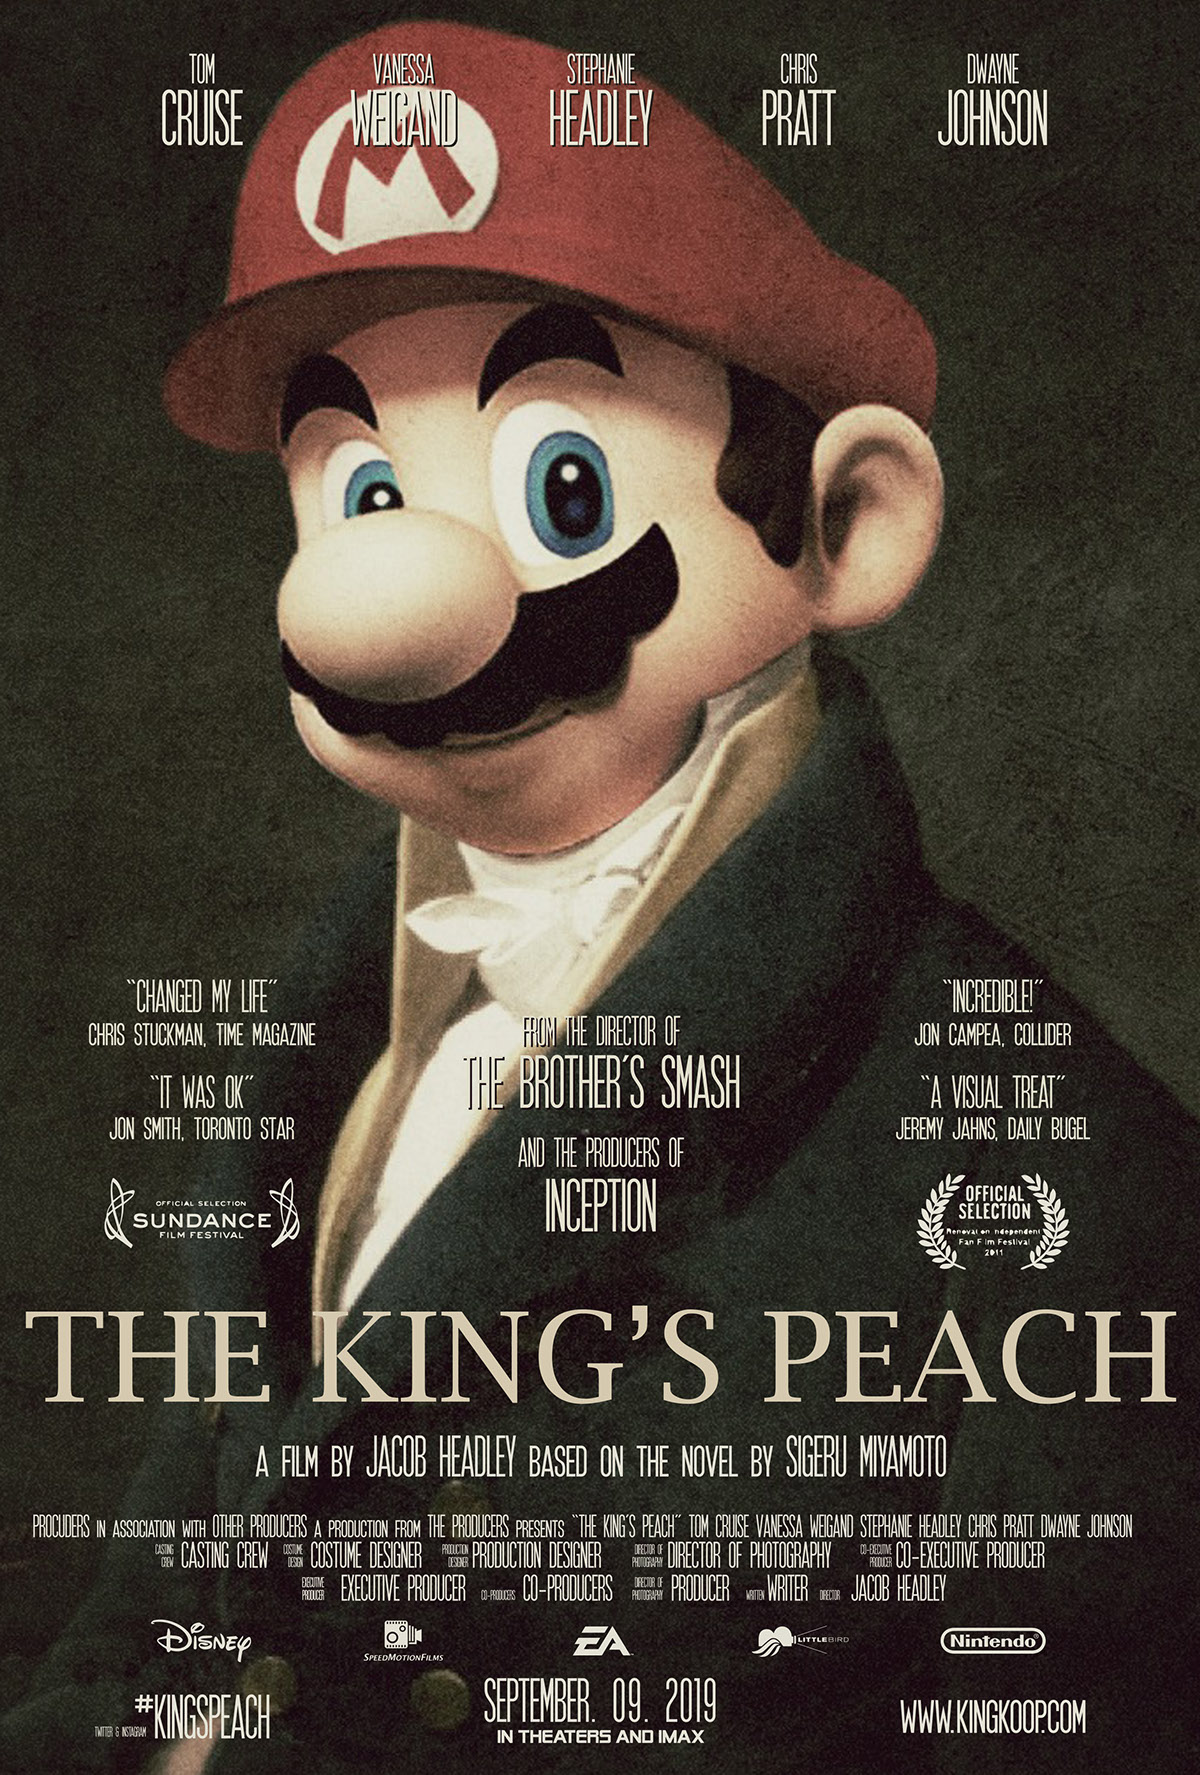 TOM
CRUISE
VANESSA
WEIGAND
STEPHANIE
HEADLEY
CHRIS
PRATT
DWAYNE
JOHNSON
M
"CHANGED MY LIFE"
CHRIS STUCKMAN, TIME MAGAZINE
"IT WAS OK"
JON SMITH, TORONTO STAR
OFFICIAL SELECTION
SUNDANCE
FILM FESTIVAL
FROM THE DIRECTOR OF
THE BROTHER'S SMASH
AND THE PRODUCERS OF
INCEPTION
"INCREDIBLE!"
JON CAMPEA, COLLIDER
"A VISUAL TREAT"
JEREMY JAHNS, DAILY BUGEL
OFFICIAL
SELECTION
Renovation Independent
Fan Film Festival
2011
THE KING'S PEACH
A FILM BY JACOB HEADLEY BASED ON THE NOVEL BY SIGERU MIYAMOTO
PROCUDERS IN ASSOCIATION WITH OTHER PRODUCERS A PRODUCTION FROM THE PRODUCERS PRESENTS "THE KING'S PEACH" TOM CRUISE VANESSA WEIGAND STEPHANIE HEADLEY CHRIS PRATT DWAYNE JOHNSON
CASTING CREW CASTING CREW COSTUME DESIGN COSTUME DESIGNER PRODUCTION DESIGNER PRODUCTION DESIGNER DIRECTOR OF PHOTOGRAPHY DIRECTOR OF PHOTOGRAPHY CO-EXECUTIVE PRODUCER CO-EXECUTIVE PRODUCER
EXECUTIVE PRODUCER EXECUTIVE PRODUCER CO-PRODUCERS CO-PRODUCERS DIRECTOR OF PHOTOGRAPHY PRODUCER WRITTEN WRITER DIRECTOR JACOB HEADLEY
Disney
SPEEDMOTIONFILMS
EA
LITTLEBIRD
Nintendo
TWITTER & INSTAGRAM #KINGSPEACH
SEPTEMBER. 09. 2019
IN THEATERS AND IMAX
WWW.KINGKOOP.COM